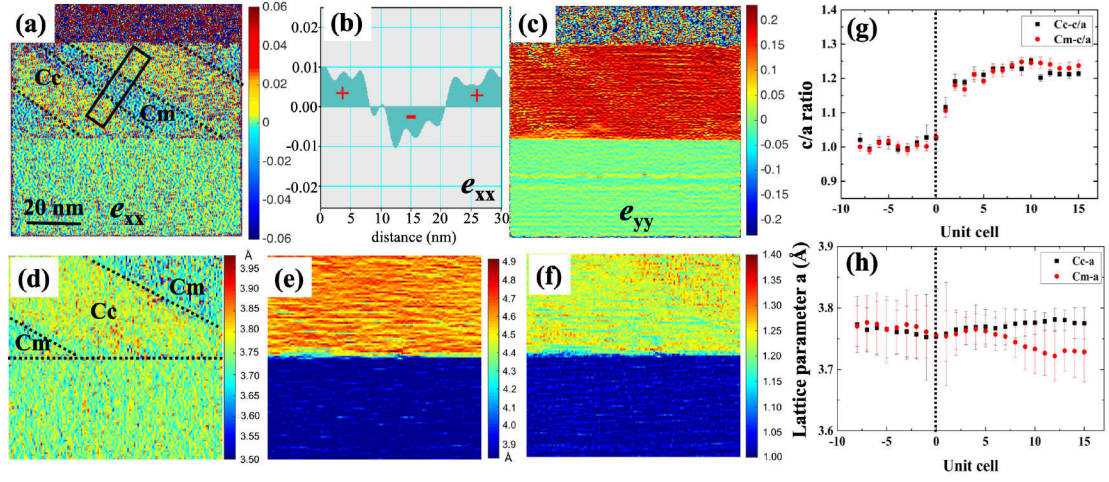 (a)
Cc
Cm
20 nm
e_xx
0.06
0.04
0.02
0
-0.02
-0.04
-0.06
(b)
0.015
0.01
0.00
-0.01
-0.02
+
-
+
e_xx
0 5 10 15 20 25 30
distance (nm)
(c)
e_yy
0.2
0.15
0.1
0.05
0
-0.05
-0.1
-0.15
-0.2
(g)
Cc-c/a
Cm-c/a
c/a ratio
1.4
1.3
1.2
1.1
1.0
0.9
-10 -5 0 5 10 15
Unit cell
(d)
Cm
Cc
Cm
Å
3.95
3.90
3.85
3.80
3.75
3.70
3.65
3.60
3.55
3.50
(e)
4.9
4.8
4.7
4.6
4.5
4.4
4.3
4.2
4.1
4.0
3.9
Å
(f)
1.40
1.35
1.30
1.25
1.20
1.15
1.10
1.05
1.00
(h)
Cc-a
Cm-a
Lattice parameter a (Å)
3.9
3.8
3.7
3.6
-10 -5 0 5 10 15
Unit cell